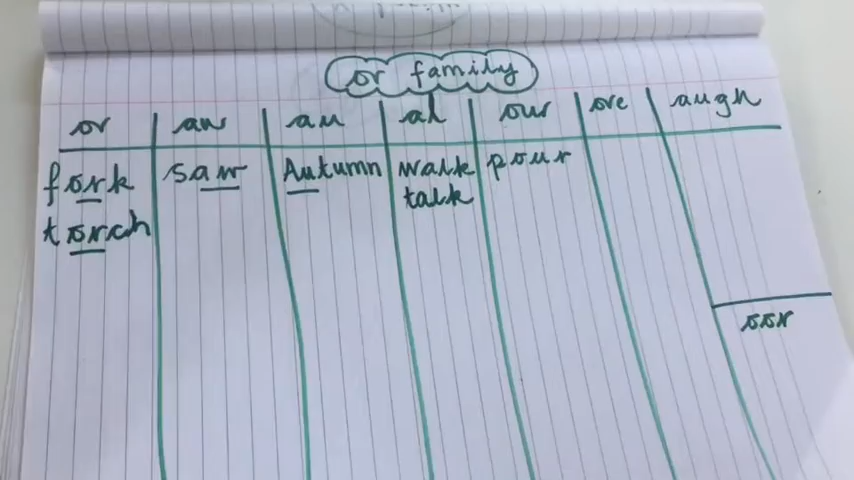 or family
or aw au al our ore augh
fork saw Autumn walk pour
talk
torch
oor